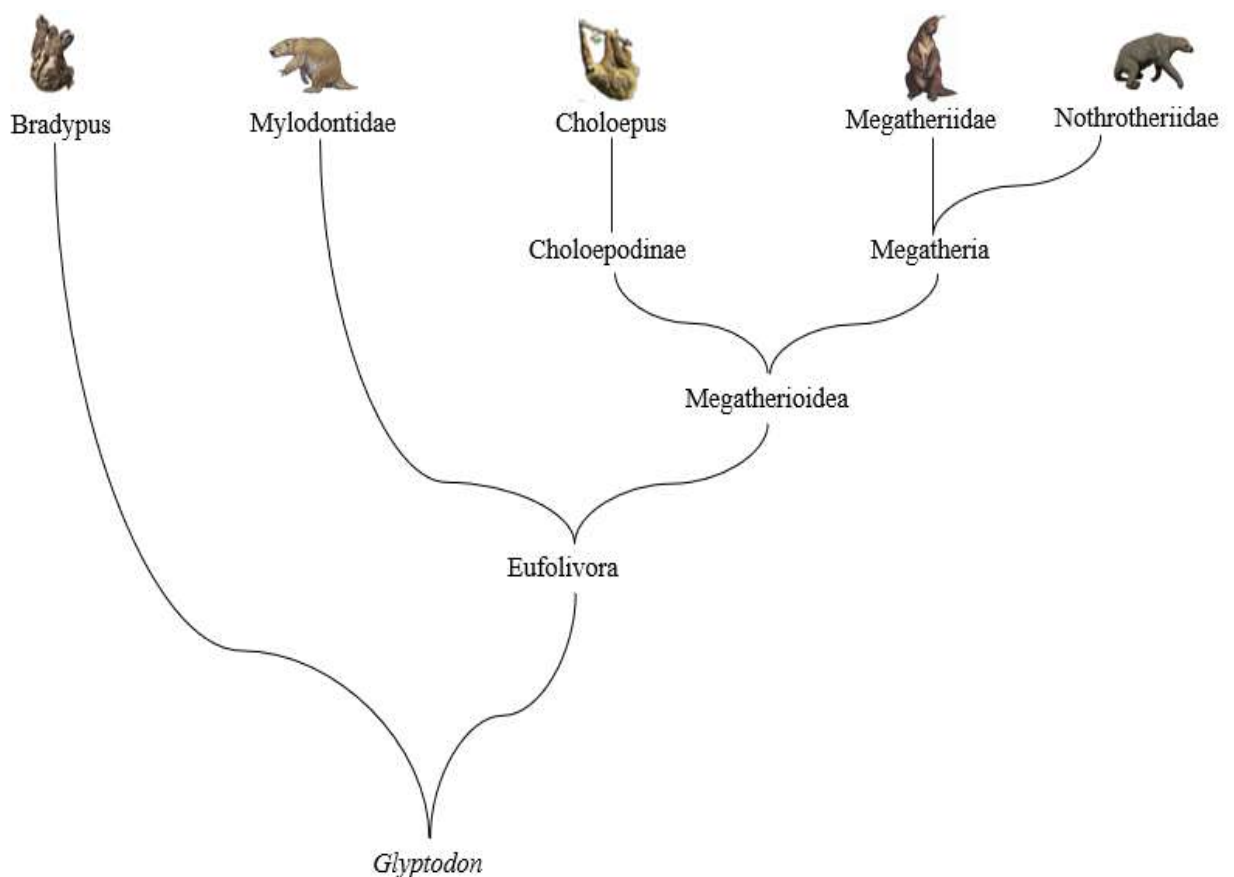 Bradypus
Mylodontidae
Choloepus
Megatheriidae
Nothrotheriidae
Choloepodinae
Megatheria
Megatherioidea
Eufolivora
Glyptodon